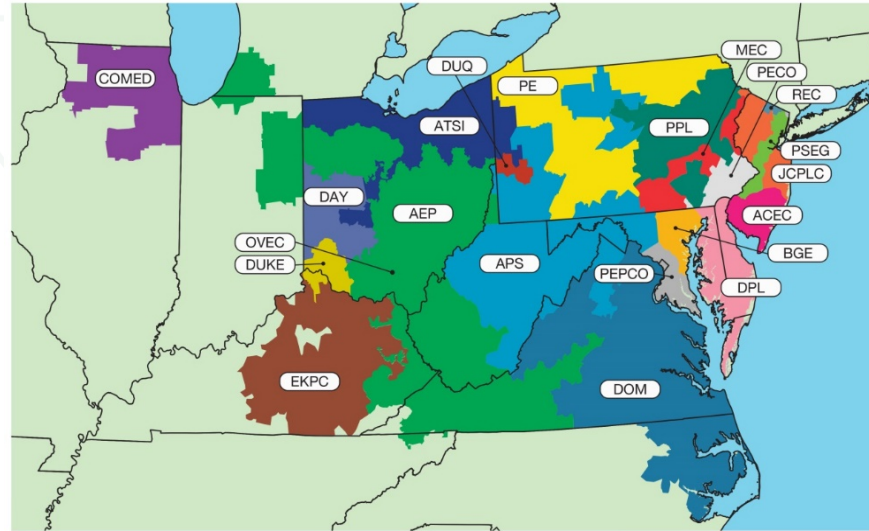 COMED
DUQ
PE
MEC
PECO
REC
ATSI
PPL
PSEG
JCPLC
DAY
AEP
ACEC
OVEC
DUKE
APS
BGE
PEPCO
DPL
EKPC
DOM